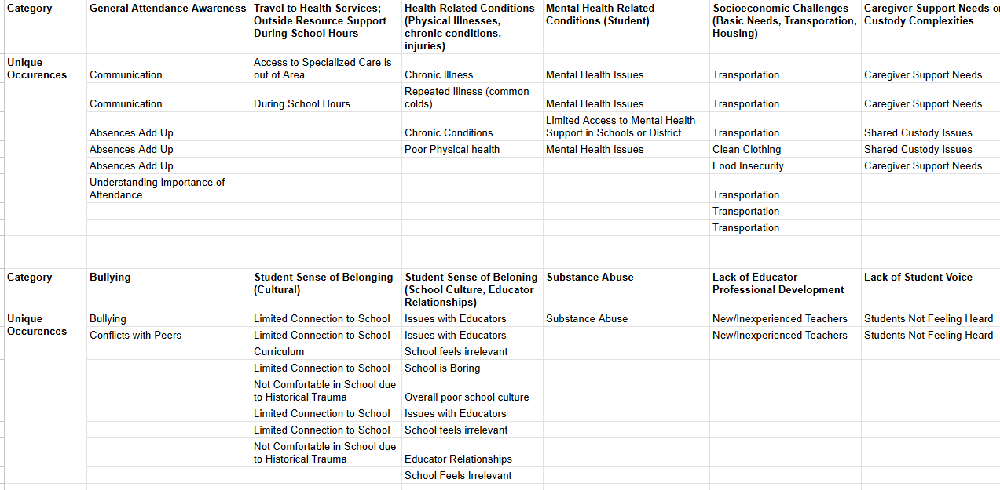 Category General Attendance Awareness Travel to Health Services; Outside Resource Support During School Hours Health Related Conditions (Physical Illnesses, chronic conditions, injuries) Mental Health Related Conditions (Student) Socioeconomic Challenges (Basic Needs, Transporation, Housing) Caregiver Support Needs or Custody Complexities
Unique Occurences Communication Access to Specialized Care is out of Area Chronic Illness Mental Health Issues Transportation Caregiver Support Needs
Communication During School Hours Repeated Illness (common colds) Mental Health Issues Transportation Caregiver Support Needs
Absences Add Up Chronic Conditions Limited Access to Mental Health Support in Schools or District Transportation Shared Custody Issues
Absences Add Up Poor Physical health Mental Health Issues Clean Clothing Shared Custody Issues
Absences Add Up Food Insecurity Caregiver Support Needs
Understanding Importance of Attendance Transportation
Transportation
Transportation
Category Bullying Student Sense of Belonging (Cultural) Student Sense of Beloning (School Culture, Educator Relationships) Substance Abuse Lack of Educator Professional Development Lack of Student Voice
Unique Occurences Bullying Limited Connection to School Issues with Educators Substance Abuse New/Inexperienced Teachers Students Not Feeling Heard
Conflicts with Peers Limited Connection to School Issues with Educators New/Inexperienced Teachers Students Not Feeling Heard
Curriculum School feels irrelevant
Limited Connection to School School is Boring
Not Comfortable in School due to Historical Trauma Overall poor school culture
Limited Connection to School Issues with Educators
Limited Connection to School School feels irrelevant
Not Comfortable in School due to Historical Trauma Educator Relationships
School Feels Irrelevant